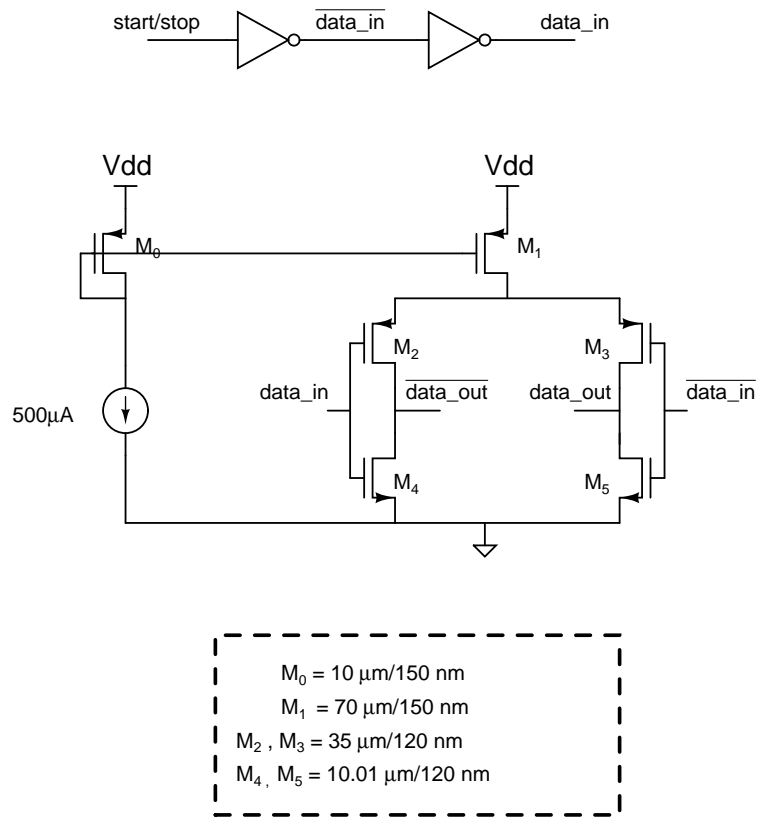 start/stop
data_in
data_in
Vdd
Vdd
M0
M1
M2
M3
data_in
data_out
data_out
data_in
500μA
M4
M5
M0 = 10 μm/150 nm
M1 = 70 μm/150 nm
M2 , M3 = 35 μm/120 nm
M4 , M5 = 10.01 μm/120 nm